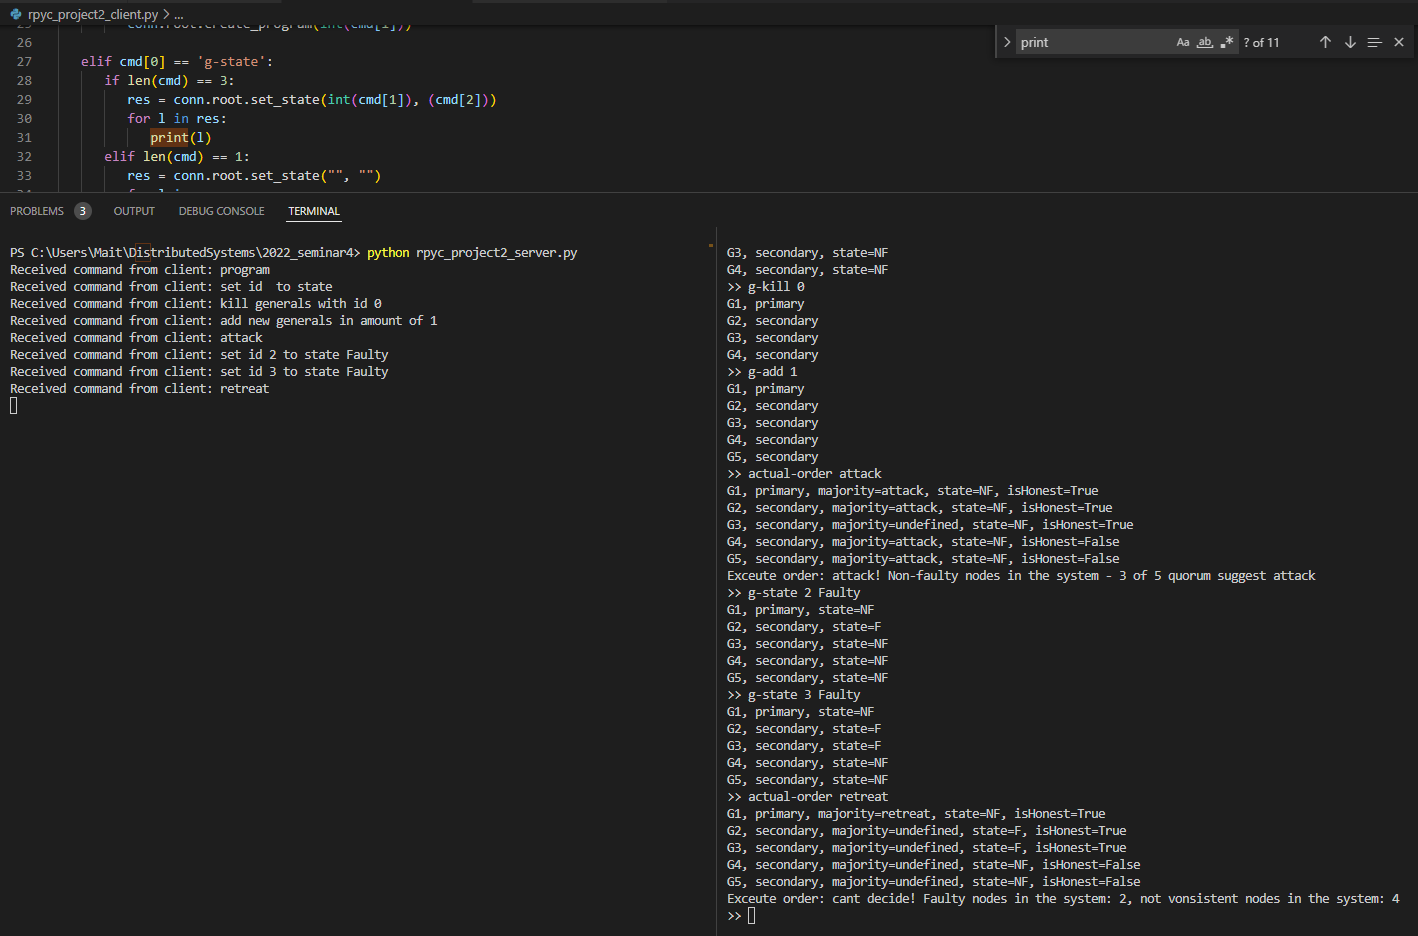 rpyc_project2_client.py > ...
25 conn.root.create_program(int(cmd[1]))
26
27 elif cmd[0] == 'g-state':
28 if len(cmd) == 3:
29 res = conn.root.set_state(int(cmd[1]), (cmd[2]))
30 for l in res:
31 print(l)
32 elif len(cmd) == 1:
33 res = conn.root.set_state("", "")
print Aa ab .* ? of 11
PROBLEMS 3 OUTPUT DEBUG CONSOLE TERMINAL
PS C:\Users\Mait\DistributedSystems\2022_seminar4> python rpyc_project2_server.py
Received command from client: program
Received command from client: set id  to state
Received command from client: kill generals with id 0
Received command from client: add new generals in amount of 1
Received command from client: attack
Received command from client: set id 2 to state Faulty
Received command from client: set id 3 to state Faulty
Received command from client: retreat
G3, secondary, state=NF
G4, secondary, state=NF
>> g-kill 0
G1, primary
G2, secondary
G3, secondary
G4, secondary
>> g-add 1
G1, primary
G2, secondary
G3, secondary
G4, secondary
G5, secondary
>> actual-order attack
G1, primary, majority=attack, state=NF, isHonest=True
G2, secondary, majority=attack, state=NF, isHonest=True
G3, secondary, majority=undefined, state=NF, isHonest=True
G4, secondary, majority=attack, state=NF, isHonest=False
G5, secondary, majority=attack, state=NF, isHonest=False
Exceute order: attack! Non-faulty nodes in the system - 3 of 5 quorum suggest attack
>> g-state 2 Faulty
G1, primary, state=NF
G2, secondary, state=F
G3, secondary, state=NF
G4, secondary, state=NF
G5, secondary, state=NF
>> g-state 3 Faulty
G1, primary, state=NF
G2, secondary, state=F
G3, secondary, state=F
G4, secondary, state=NF
G5, secondary, state=NF
>> actual-order retreat
G1, primary, majority=retreat, state=NF, isHonest=True
G2, secondary, majority=undefined, state=F, isHonest=True
G3, secondary, majority=undefined, state=F, isHonest=True
G4, secondary, majority=undefined, state=NF, isHonest=False
G5, secondary, majority=undefined, state=NF, isHonest=False
Exceute order: cant decide! Faulty nodes in the system: 2, not vonsistent nodes in the system: 4
>>